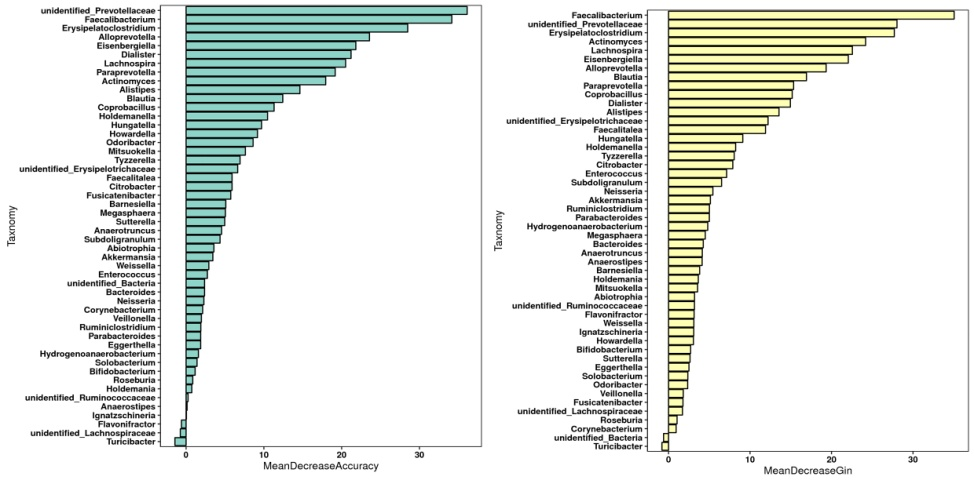 unidentified_Prevotellaceae
Faecalibacterium
Erysipelatoclostridium
Alloprevotella
Eisenbergiella
Dialister
Lachnospira
Paraprevotella
Actinomyces
Alistipes
Blautia
Coprobacillus
Holdemanella
Hungatella
Howardella
Odoribacter
Mitsuokella
Tyzzerella
unidentified_Erysipelotrichaceae
Faecalitalea
Citrobacter
Fusicatenibacter
Barnesiella
Megasphaera
Sutterella
Anaerotruncus
Subdoligranulum
Abiotrophia
Akkermansia
Weissella
Enterococcus
unidentified_Bacteria
Bacteroides
Neisseria
Corynebacterium
Veillonella
Ruminiclostridium
Parabacteroides
Eggerthella
Hydrogenoanaerobacterium
Solobacterium
Bifidobacterium
Roseburia
Holdemania
unidentified_Ruminococcaceae
Anaerostipes
Ignatzschineria
Flavonifractor
unidentified_Lachnospiraceae
Turicibacter
Taxnomy
0 10 20 30
MeanDecreaseAccuracy
Faecalibacterium
unidentified_Prevotellaceae
Erysipelatoclostridium
Actinomyces
Lachnospira
Eisenbergiella
Alloprevotella
Blautia
Paraprevotella
Coprobacillus
Dialister
Alistipes
unidentified_Erysipelotrichaceae
Faecalitalea
Hungatella
Holdemanella
Tyzzerella
Citrobacter
Enterococcus
Subdoligranulum
Neisseria
Akkermansia
Ruminiclostridium
Parabacteroides
Hydrogenoanaerobacterium
Megasphaera
Bacteroides
Anaerotruncus
Anaerostipes
Barnesiella
Holdemania
Mitsuokella
Abiotrophia
unidentified_Ruminococcaceae
Flavonifractor
Weissella
Ignatzschineria
Howardella
Bifidobacterium
Sutterella
Eggerthella
Solobacterium
Odoribacter
Veillonella
Fusicatenibacter
unidentified_Lachnospiraceae
Roseburia
Corynebacterium
unidentified_Bacteria
Turicibacter
Taxnomy
0 10 20 30
MeanDecreaseGin